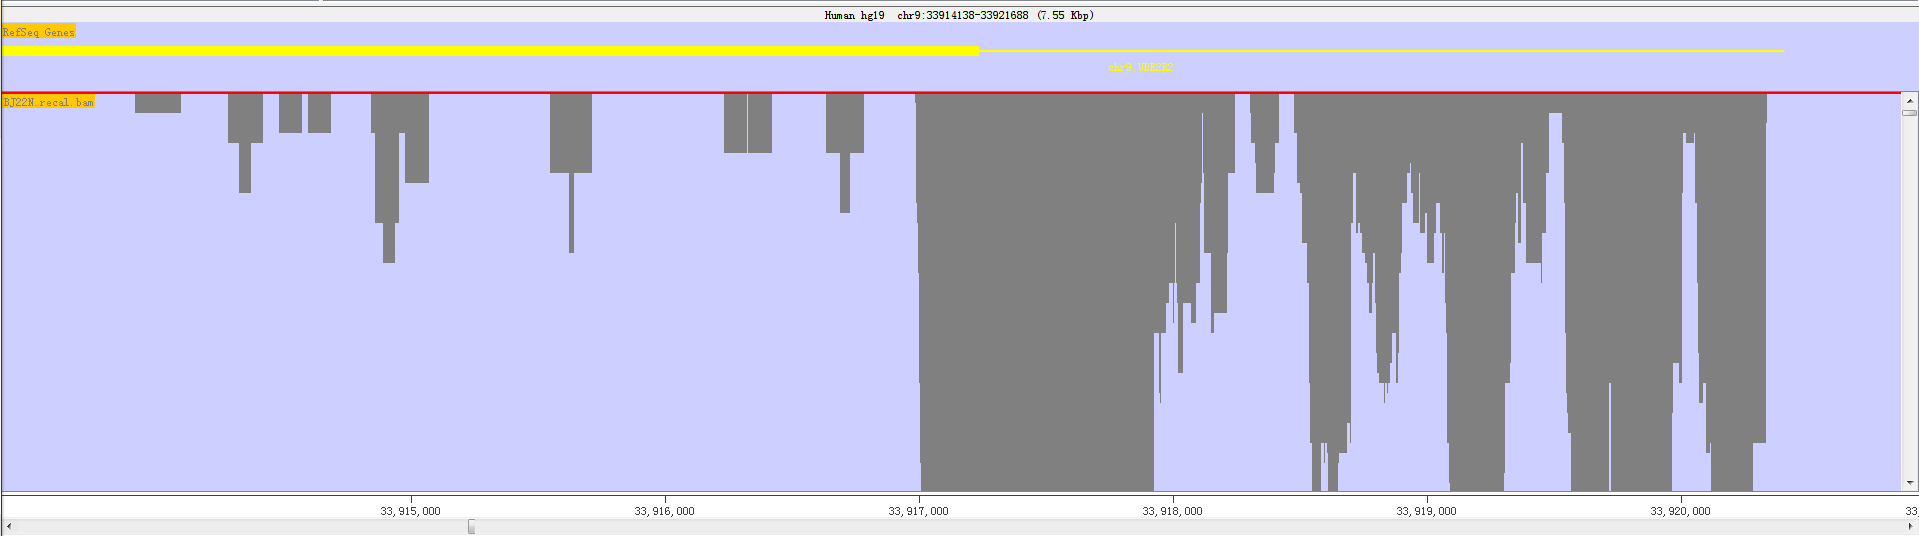 Human hg19 chr9:33914138-33921688 (7.55 Kbp)
RefSeq Genes
BJ22N.recal.bam
33,915,000 33,916,000 33,917,000 33,918,000 33,919,000 33,920,000 33,